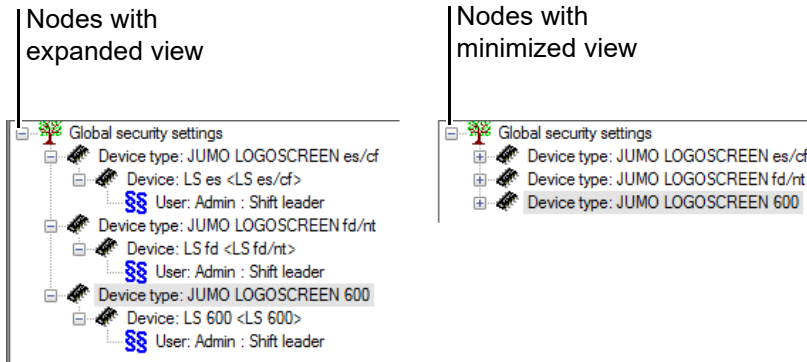 Nodes with
expanded view
Global security settings
Device type: JUMO LOGOSCREEN es/cf
Device: LS es <LS es/cf>
§§ User: Admin : Shift leader
Device type: JUMO LOGOSCREEN fd/nt
Device: LS fd <LS fd/nt>
§§ User: Admin : Shift leader
Device type: JUMO LOGOSCREEN 600
Device: LS 600 <LS 600>
§§ User: Admin : Shift leader
Nodes with
minimized view
Global security settings
Device type: JUMO LOGOSCREEN es/cf
Device type: JUMO LOGOSCREEN fd/nt
Device type: JUMO LOGOSCREEN 600